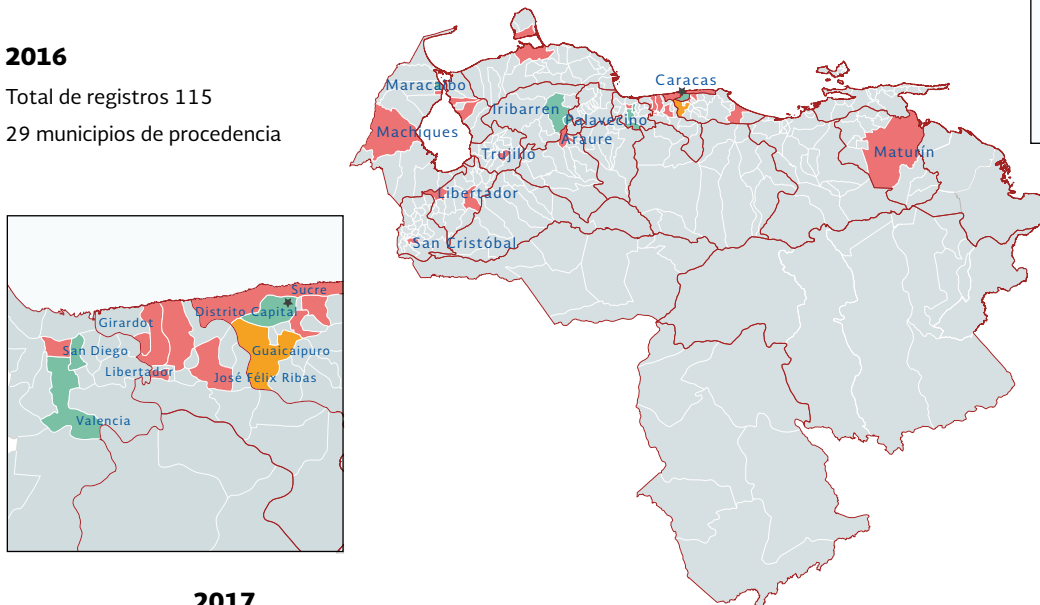 2016
Total de registros 115
29 municipios de procedencia
Caracas
Maracaibo
Iribarren
Palavecino
Machiques
Araure
Trujillo
Maturín
Libertador
San Cristóbal
Sucre
Distrito Capital
Girardot
San Diego
Guaicaipuro
Libertador
José Félix Ribas
Valencia
2017